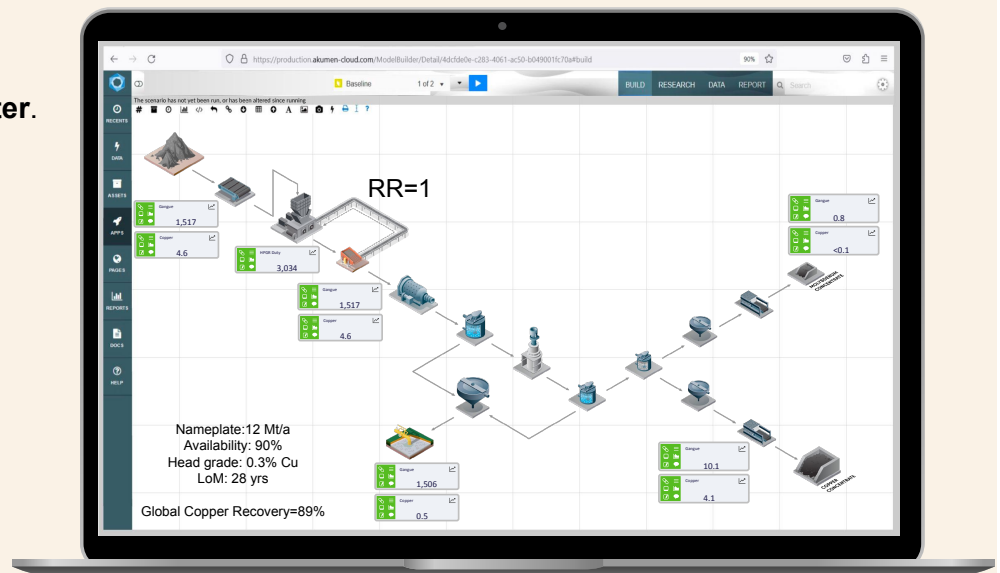 ter.
https://production.akumen-cloud.com/ModelBuilder/Detail/4dcfde0e-c283-4061-ac50-b049001fc70a#build
90%
Baseline
1 of 2
BUILD RESEARCH DATA REPORT Search
The scenario has not yet been run, or has been altered since running
RECENTS
DATA
ASSETS
APPS
PAGES
REPORTS
DOCS
HELP
RR=1
Gangue
1,517
Copper
4.6
HPGR Duty
3,034
Gangue
1,517
Copper
4.6
Gangue
0.8
Copper
<0.1
MOLYBDENUM
CONCENTRATE
Nameplate:12 Mt/a
Availability: 90%
Head grade: 0.3% Cu
LoM: 28 yrs
Global Copper Recovery=89%
Gangue
1,506
Copper
0.5
Gangue
10.1
Copper
4.1
COPPER
CONCENTRATE